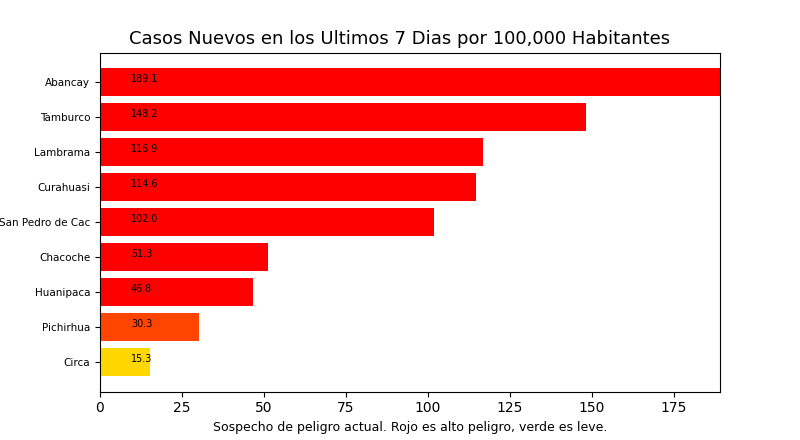 Casos Nuevos en los Ultimos 7 Dias por 100,000 Habitantes
Abancay 189.1
Tamburco 148.2
Lambrama 116.9
Curahuasi 114.6
San Pedro de Cac 102.0
Chacoche 51.3
Huanipaca 46.8
Pichirhua 30.3
Circa 15.3
0 25 50 75 100 125 150 175
Sospecho de peligro actual. Rojo es alto peligro, verde es leve.